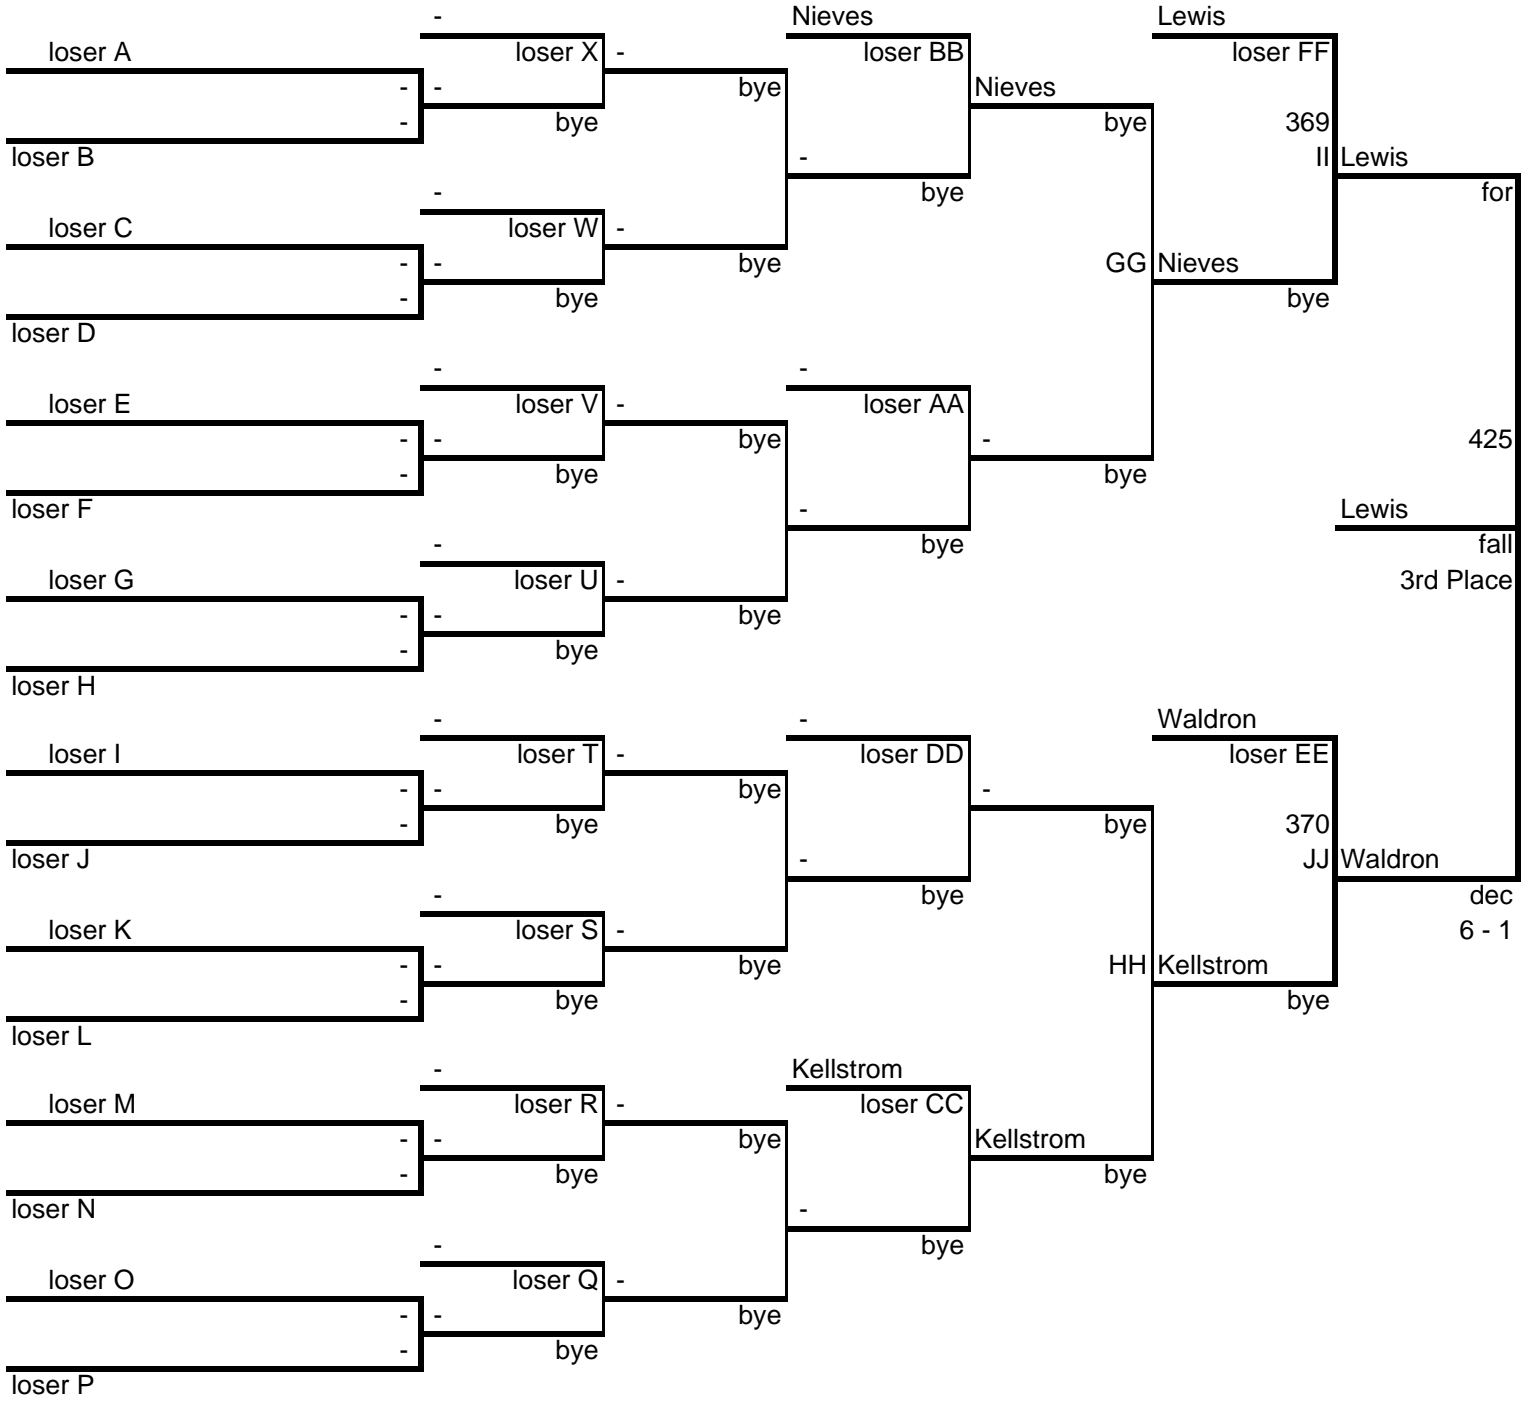 - Nieves Lewis
loser A loser X - loser BB loser FF
- - bye Nieves
- bye bye 369
loser B - II Lewis
- bye for
loser C loser W -
- - bye GG Nieves
- bye bye
loser D
- -
loser E loser V - loser AA
- - bye - 425
- bye bye
loser F - Lewis
- bye fall
loser G loser U - 3rd Place
- - bye
- bye
loser H
- - Waldron
loser I loser T - loser DD loser EE
- - bye -
- bye bye 370
loser J - JJ Waldron
- bye dec
loser K loser S - 6 - 1
- - bye HH Kellstrom
- bye bye
loser L
- Kellstrom
loser M loser R - loser CC
- - bye Kellstrom
- bye bye
loser N -
- bye
loser O loser Q -
- - bye
- bye
loser P